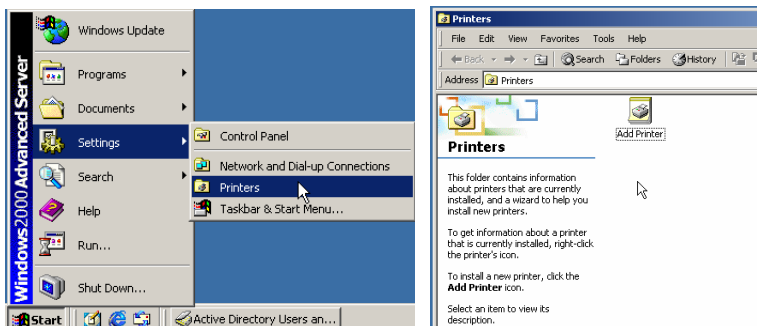 Windows 2000 Advanced Server
Windows Update
Programs
Documents
Settings
Search
Help
Run...
Shut Down...
Control Panel
Network and Dial-up Connections
Printers
Taskbar & Start Menu...
Start
Active Directory Users an...
Printers
File Edit View Favorites Tools Help
Back Search Folders History
Address Printers
Printers
This folder contains information
about printers that are currently
installed, and a wizard to help you
install new printers.
To get information about a printer
that is currently installed, right-click
the printer's icon.
To install a new printer, click the
Add Printer icon.
Select an item to view its
description.
Add Printer